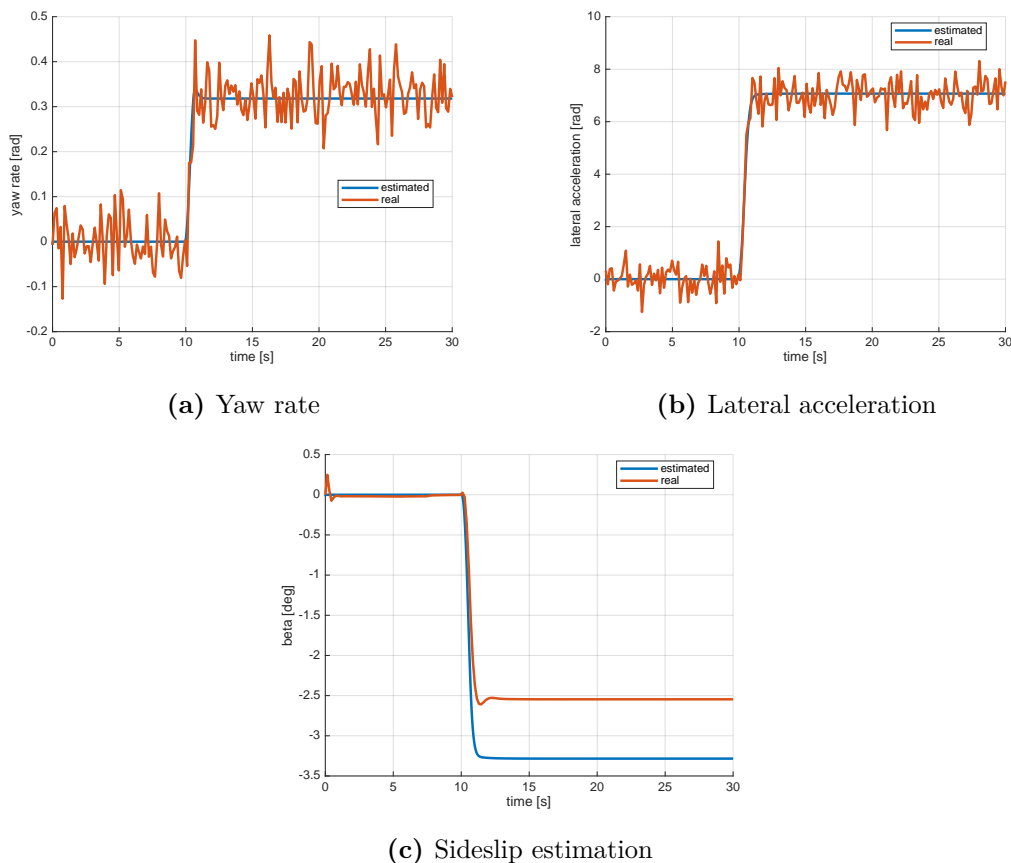 0.5
0.4
0.3
0.2
0.1
0
-0.1
-0.2
yaw rate [rad]
estimated
real
0 5 10 15 20 25 30
time [s]
(a) Yaw rate
10
8
6
4
2
0
-2
lateral acceleration [rad]
estimated
real
0 5 10 15 20 25 30
time [s]
(b) Lateral acceleration
0.5
0
-0.5
-1
-1.5
-2
-2.5
-3
-3.5
beta [deg]
estimated
real
0 5 10 15 20 25 30
time [s]
(c) Sideslip estimation